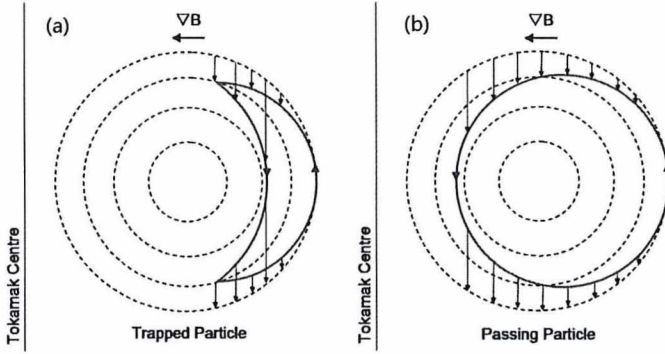 (a)
∇B
Tokamak Centre
Trapped Particle
(b)
∇B
Tokamak Centre
Passing Particle